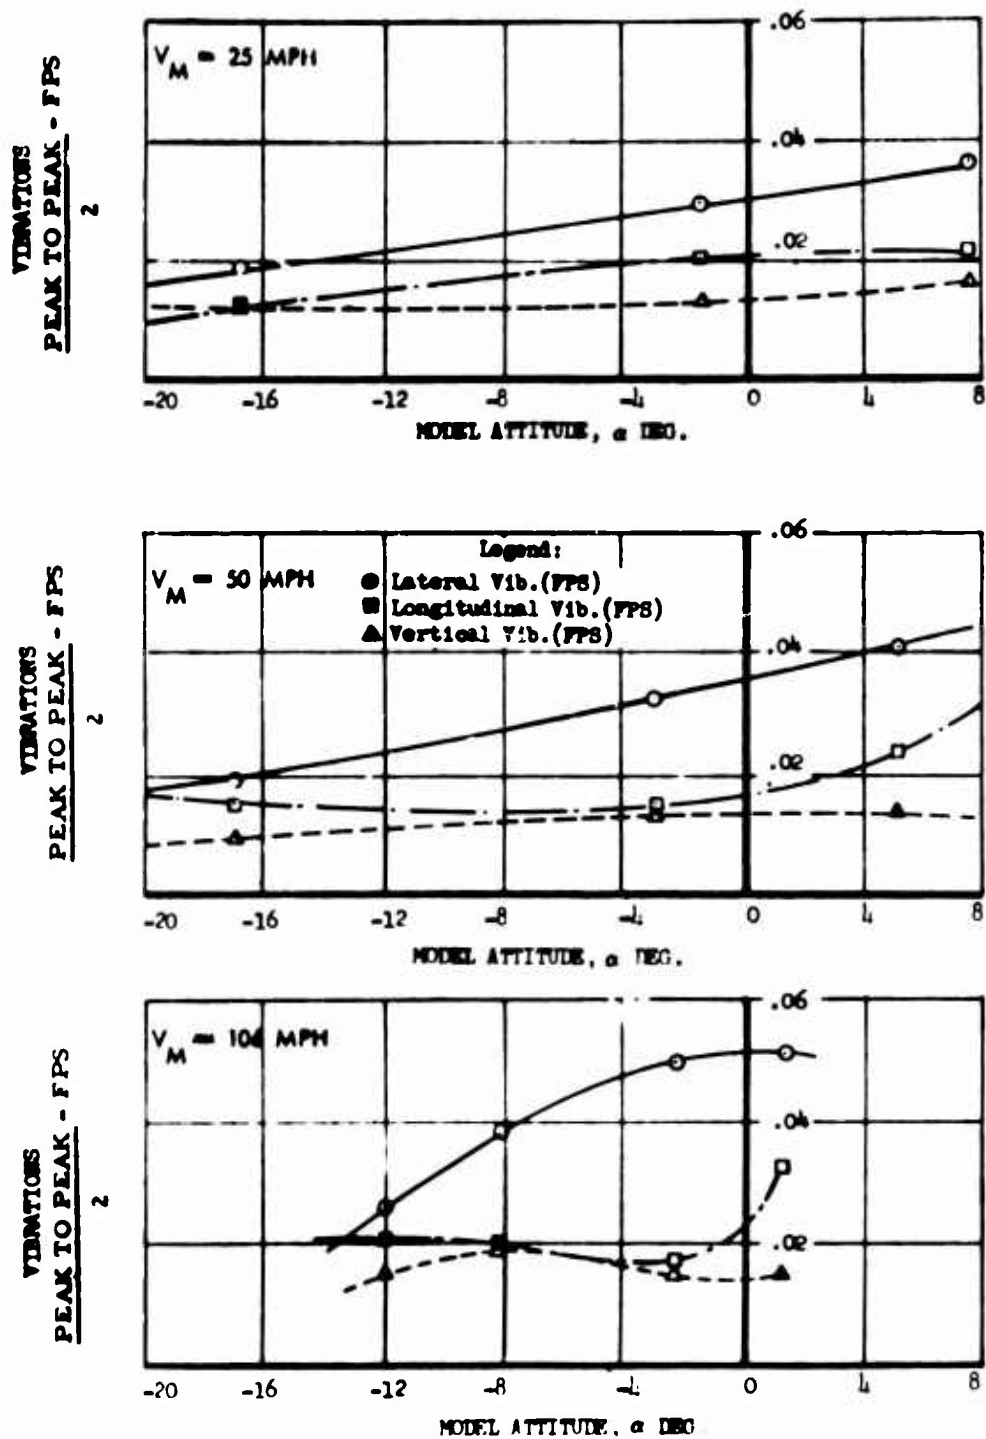 V_M = 25 MPH
VIBRATIONS
PEAK TO PEAK - FPS
2
.06
.04
.02
-20 -16 -12 -8 -4 0 4 8
MODEL ATTITUDE, α DEG.
V_M = 50 MPH
Legend:
Lateral Vib.(FPS)
Longitudinal Vib.(FPS)
Vertical Vib.(FPS)
VIBRATIONS
PEAK TO PEAK - FPS
2
.06
.04
.02
-20 -16 -12 -8 -4 0 4 8
MODEL ATTITUDE, α DEG.
V_M = MPH
VIBRATIONS
PEAK TO PEAK - FPS
2
.06
.04
.02
-20 -16 -12 -8 -4 0 4 8
MODEL ATTITUDE, α DEG